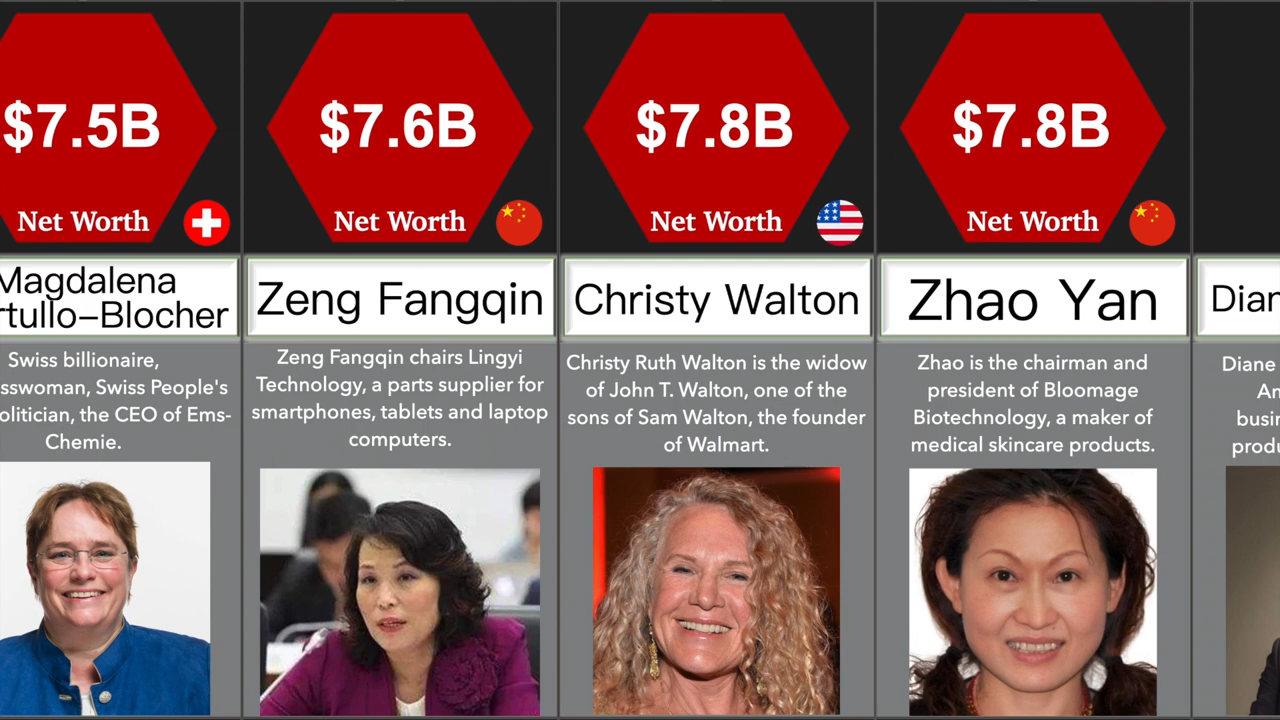 $7.5B
Net Worth
Magdalena
rtullo-Blocher
Swiss billionaire,
sswoman, Swiss People's
olitician, the CEO of Ems-
Chemie.
$7.6B
Net Worth
Zeng Fangqin
Zeng Fangqin chairs Lingyi
Technology, a parts supplier for
smartphones, tablets and laptop
computers.
$7.8B
Net Worth
Christy Walton
Christy Ruth Walton is the widow
of John T. Walton, one of the
sons of Sam Walton, the founder
of Walmart.
$7.8B
Net Worth
Zhao Yan
Zhao is the chairman and
president of Bloomage
Biotechnology, a maker of
medical skincare products.
Dian
Diane
An
busin
produ